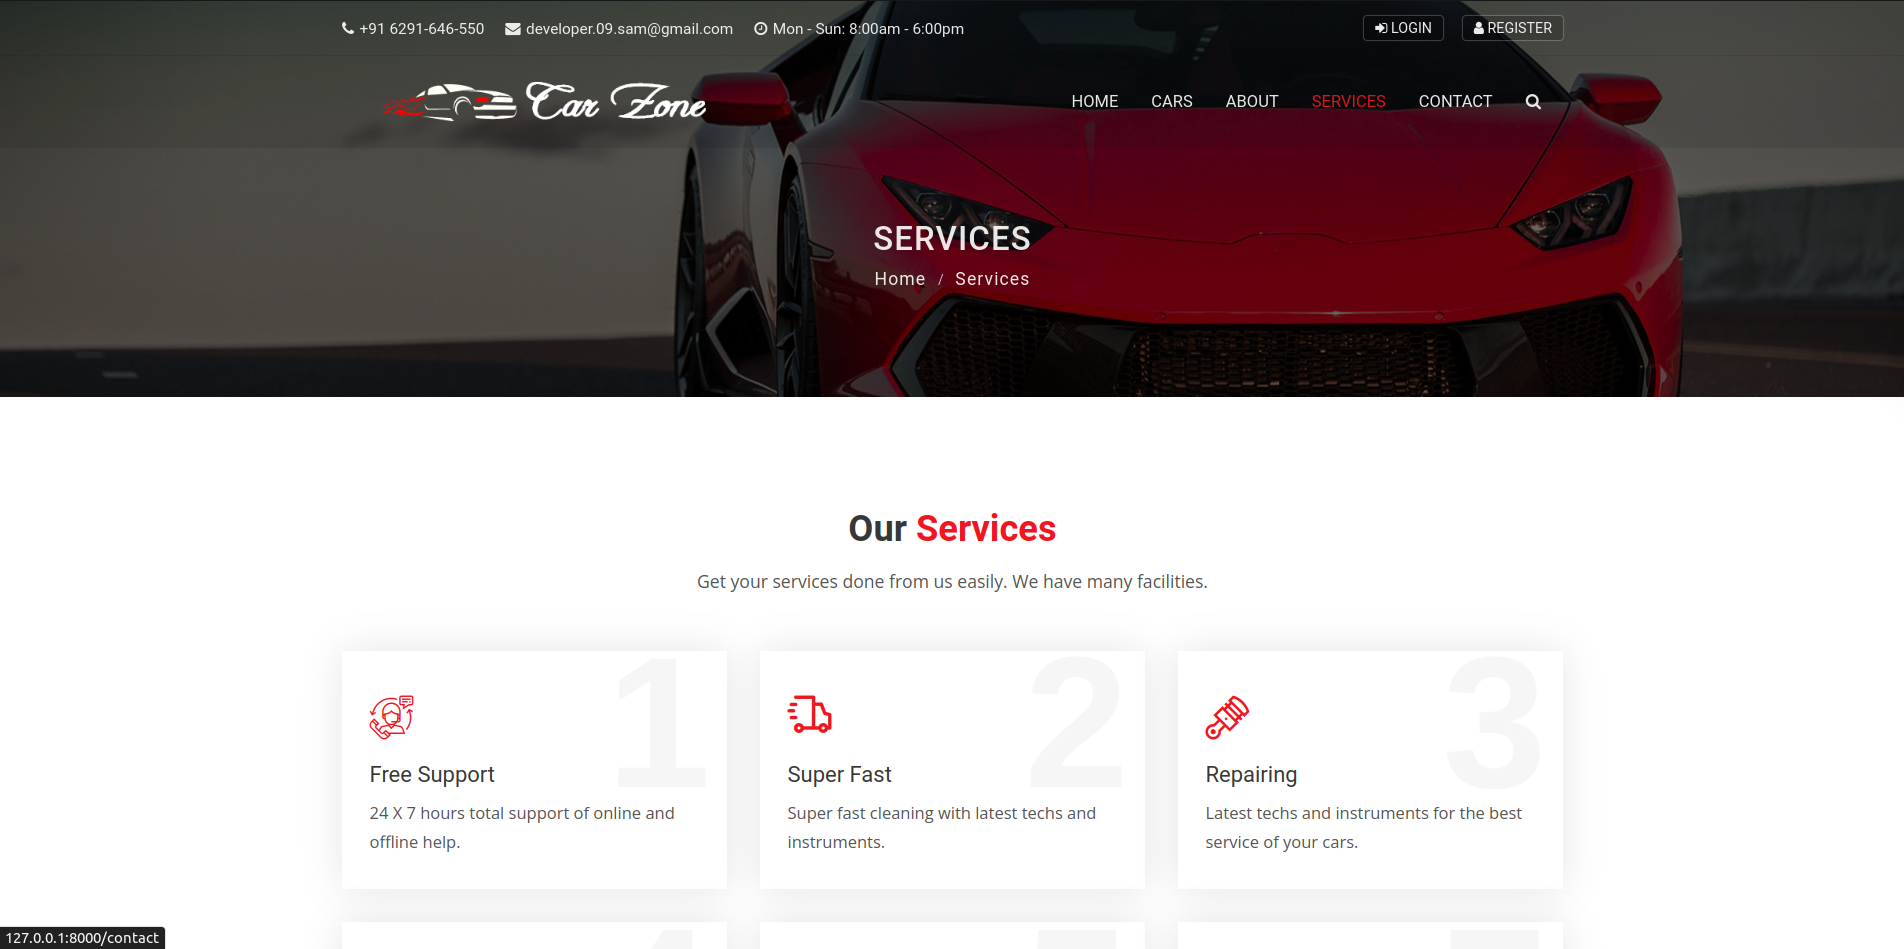 +91 6291-646-550 developer.09.sam@gmail.com Mon - Sun: 8:00am - 6:00pm LOGIN REGISTER
Car Zone HOME CARS ABOUT SERVICES CONTACT
SERVICES
Home / Services
Our Services
Get your services done from us easily. We have many facilities.
1 2 3
Free Support Super Fast Repairing
24 X 7 hours total support of online and Super fast cleaning with latest techs and Latest techs and instruments for the best
offline help. instruments. service of your cars.
127.0.0.1:8000/contact